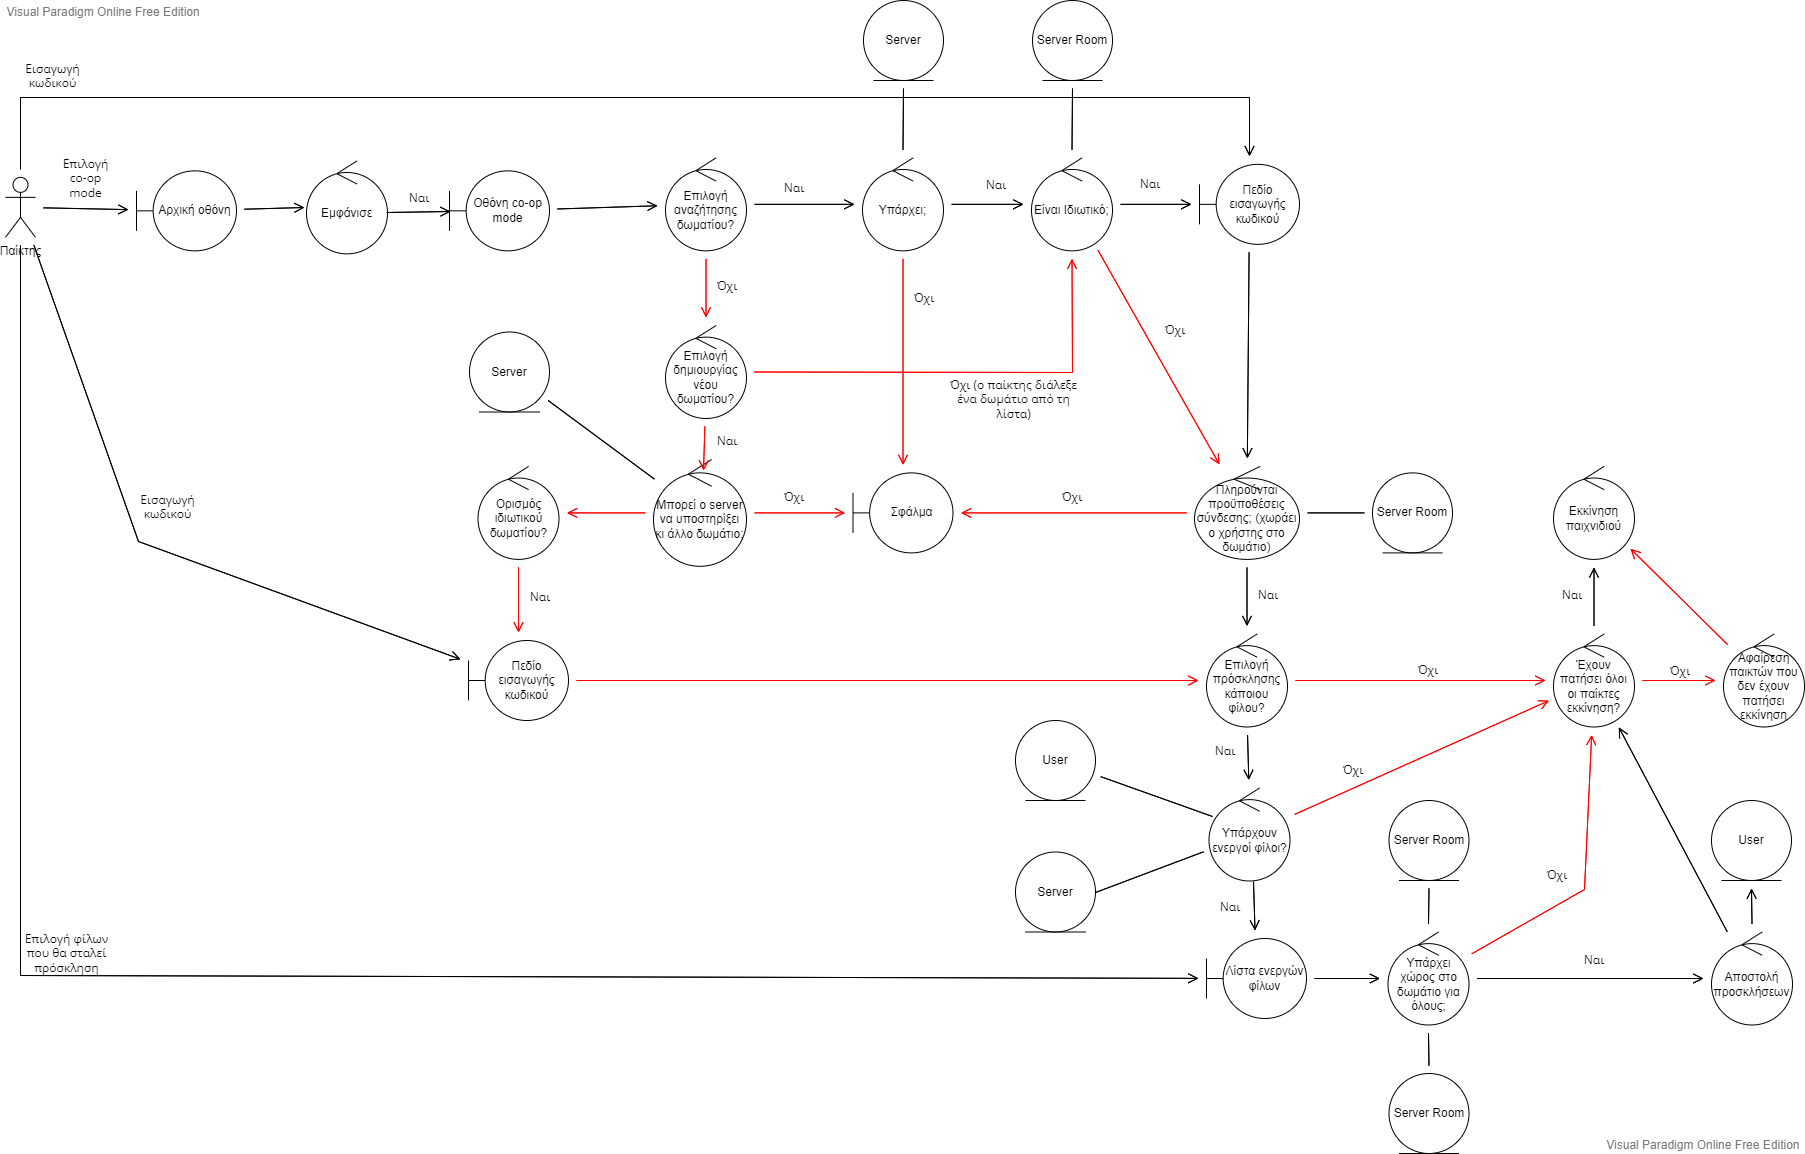 Visual Paradigm Online Free Edition
Server
Server Room
Εισαγωγή
κωδικού
Επιλογή
co-op
mode
Παίκτης
Αρχική οθόνη
Εμφάνισε
Ναι
Οθόνη co-op
mode
Επιλογή
αναζήτησης
δωματίου?
Ναι
Υπάρχει;
Ναι
Είναι Ιδιωτικό;
Ναι
Πεδίο
εισαγωγής
κωδικού
Όχι
Όχι
Όχι
Server
Επιλογή
δημιουργίας
νέου
δωματίου?
Όχι (ο παίκτης διάλεξε
ένα δωμάτιο από τη
λίστα)
Ναι
Εισαγωγή
κωδικού
Ορισμός
ιδιωτικού
δωματίου?
Μπορεί ο server
να υποστηρίξει
κι άλλο δωμάτιο;
Όχι
Σφάλμα
Όχι
Πληρούνται
προϋποθέσεις
σύνδεσης; (χωράει
ο χρήστης στο
δωμάτιο)
Server Room
Εκκίνηση
παιχνιδιού
Ναι
Ναι
Ναι
Πεδίο
εισαγωγής
κωδικού
Επιλογή
πρόσκλησης
κάποιου
φίλου?
Όχι
Έχουν
πατήσει όλοι
οι παίκτες
εκκίνηση?
Όχι
Αφαίρεση
παικτών που
δεν έχουν
πατήσει
εκκίνηση
Ναι
User
Όχι
Υπάρχουν
ενεργοί φίλοι?
Server Room
User
Server
Όχι
Ναι
Επιλογή φίλων
που θα σταλεί
πρόσκληση
Λίστα ενεργών
φίλων
Υπάρχει
χώρος στο
δωμάτιο για
όλους;
Ναι
Αποστολή
προσκλήσεων
Server Room
Visual Paradigm Online Free Edition